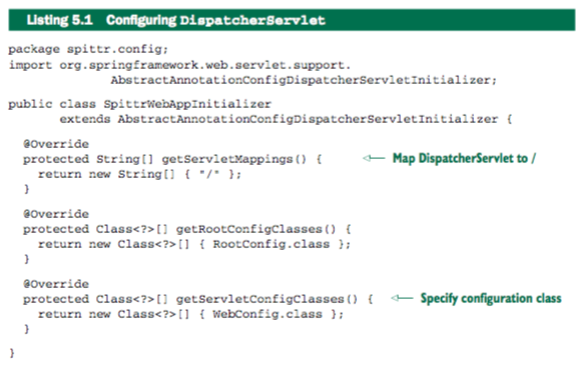 Listing 5.1 Configuring DispatcherServlet
package spittr.config;
import org.springframework.web.servlet.support.
AbstractAnnotationConfigDispatcherServletInitializer;
public class SpittrWebAppInitializer
extends AbstractAnnotationConfigDispatcherServletInitializer {
@Override
protected String[] getServletMappings() { Map DispatcherServlet to /
return new String[] { "/" };
}
@Override
protected Class<?>[] getRootConfigClasses() {
return new Class<?>[] { RootConfig.class };
}
@Override
protected Class<?>[] getServletConfigClasses() { Specify configuration class
return new Class<?>[] { WebConfig.class };
}
}